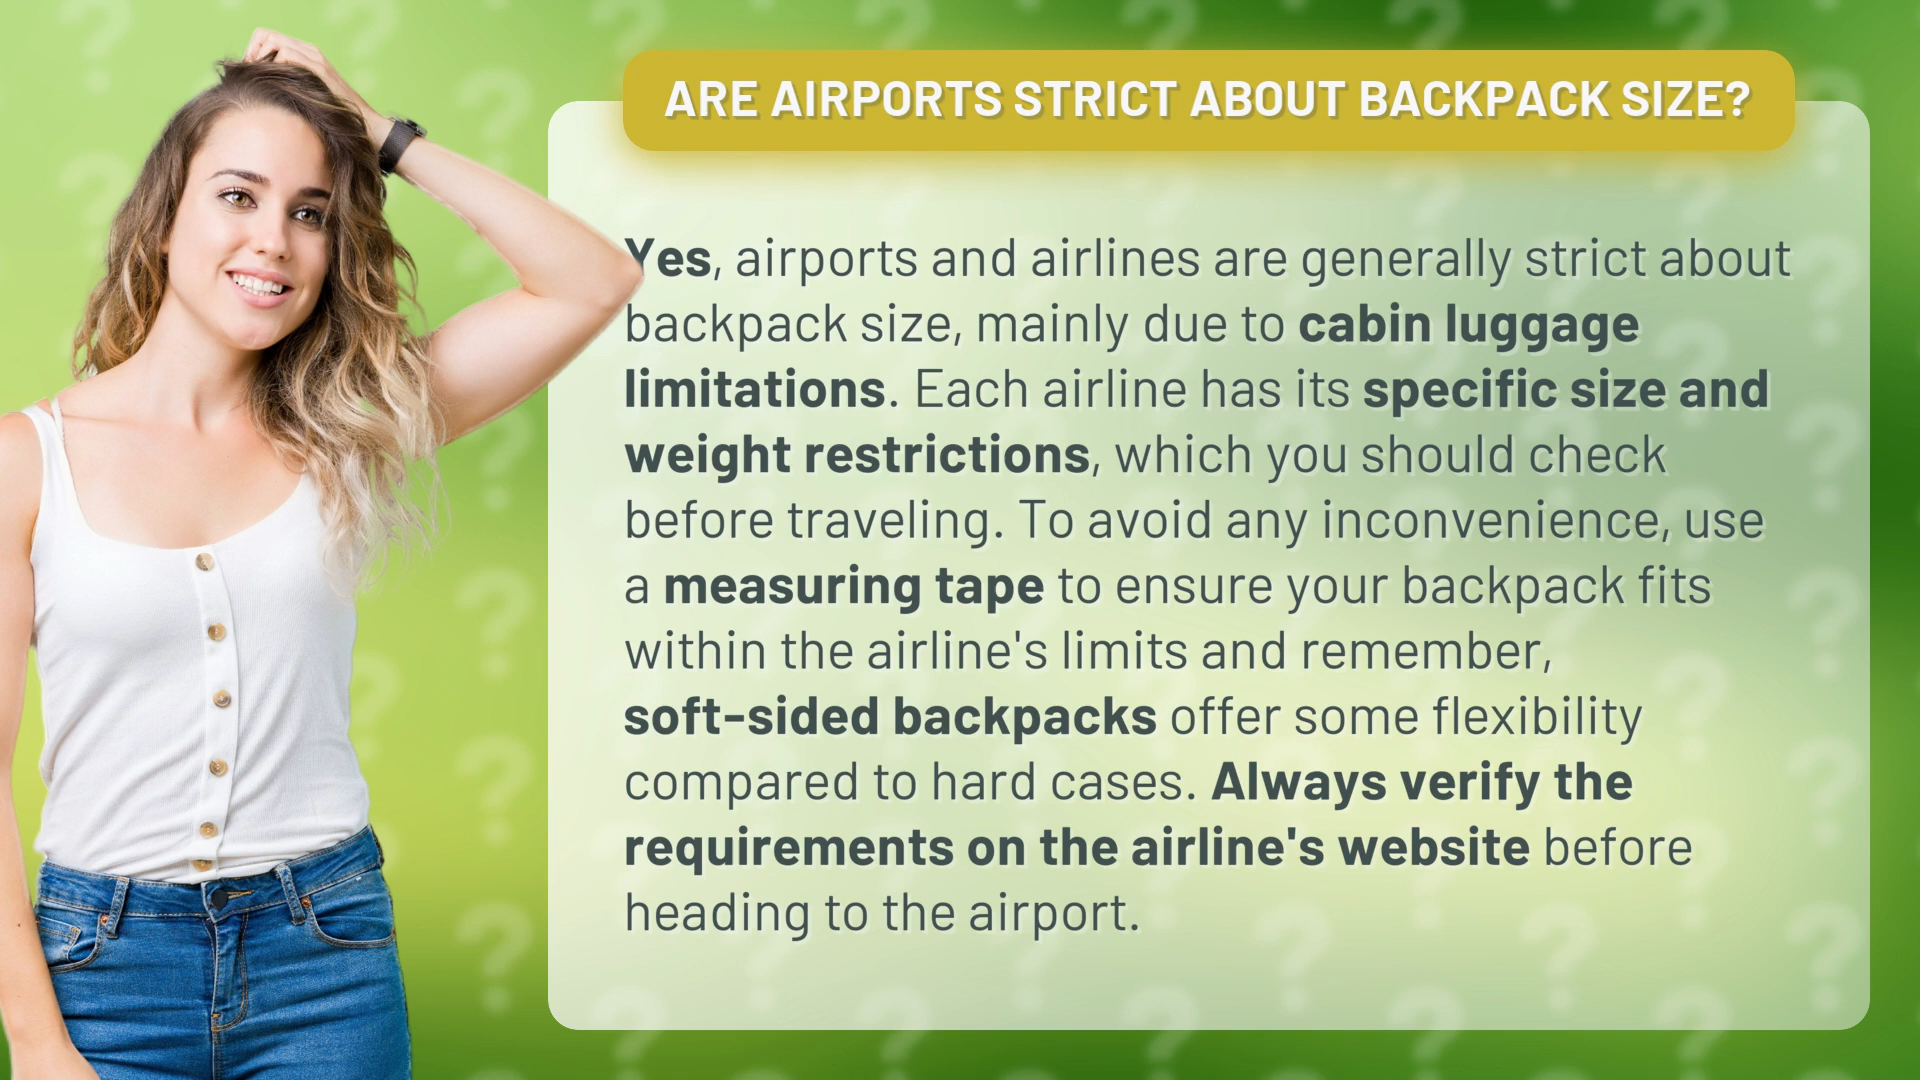 ARE AIRPORTS STRICT ABOUT BACKPACK SIZE?
Yes, airports and airlines are generally strict about
backpack size, mainly due to cabin luggage
limitations. Each airline has its specific size and
weight restrictions, which you should check
before traveling. To avoid any inconvenience, use
a measuring tape to ensure your backpack fits
within the airline's limits and remember,
soft-sided backpacks offer some flexibility
compared to hard cases. Always verify the
requirements on the airline's website before
heading to the airport.